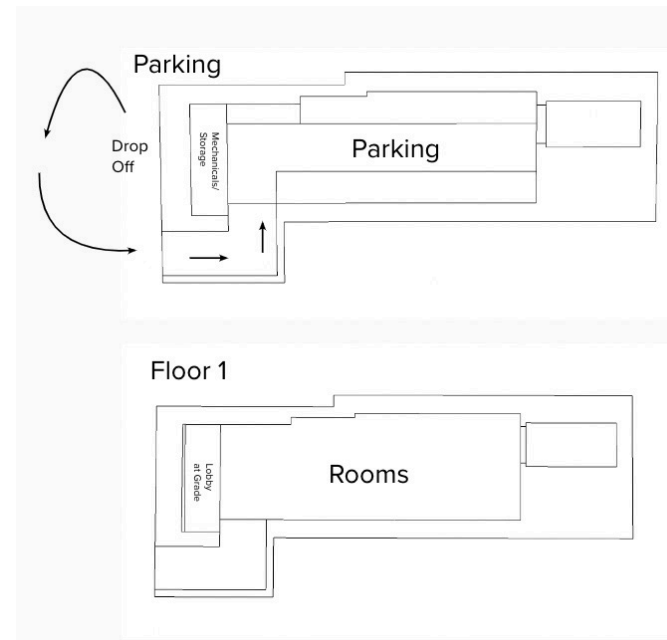 Parking
Drop
Off
Mechanicals/
Storage
Parking
Floor 1
Lobby
at Grade
Rooms